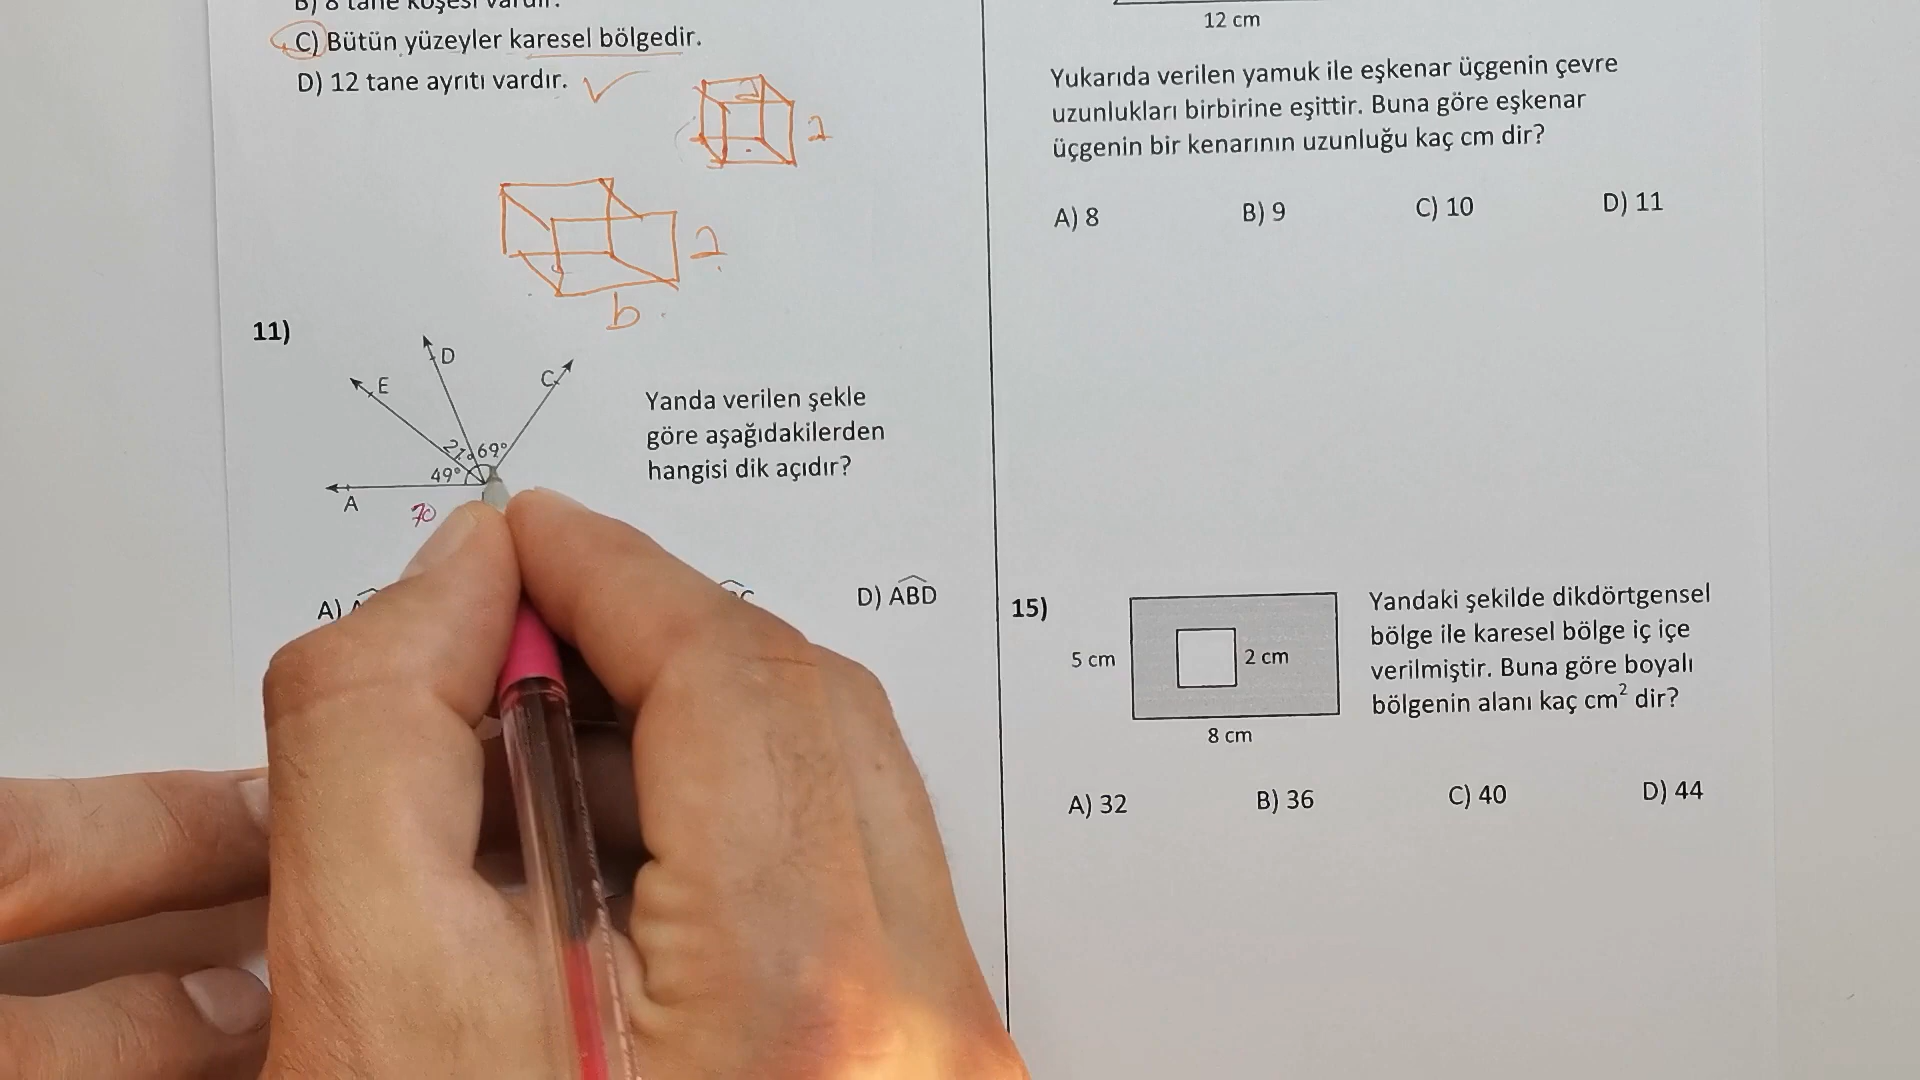 B) 8 tane köşesi vardır.
C) Bütün yüzeyler karesel bölgedir.
D) 12 tane ayrıtı vardır.
a
a
a
b
11)
D
E
C
21°
69°
49°
A
70
Yanda verilen şekle
göre aşağıdakilerden
hangisi dik açıdır?
A)
D) ABD
12 cm
Yukarıda verilen yamuk ile eşkenar üçgenin çevre
uzunlukları birbirine eşittir. Buna göre eşkenar
üçgenin bir kenarının uzunluğu kaç cm dir?
A) 8 B) 9 C) 10 D) 11
15)
5 cm
2 cm
8 cm
Yandaki şekilde dikdörtgensel
bölge ile karesel bölge iç içe
verilmiştir. Buna göre boyalı
bölgenin alanı kaç cm² dir?
A) 32 B) 36 C) 40 D) 44